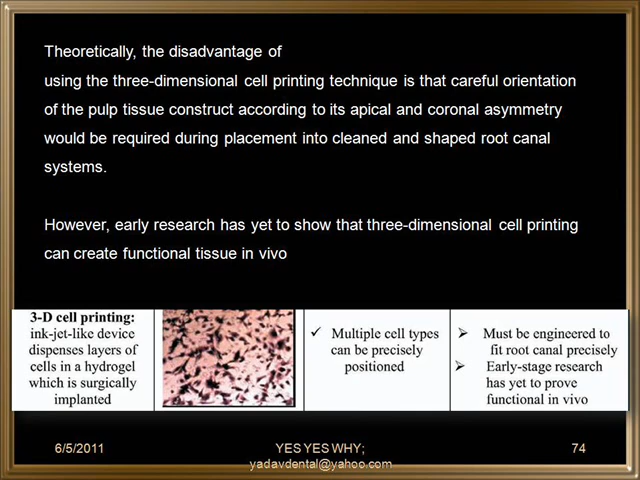 Theoretically, the disadvantage of
using the three-dimensional cell printing technique is that careful orientation
of the pulp tissue construct according to its apical and coronal asymmetry
would be required during placement into cleaned and shaped root canal
systems.
However, early research has yet to show that three-dimensional cell printing
can create functional tissue in vivo
3-D cell printing:
ink-jet-like device
dispenses layers of
cells in a hydrogel
which is surgically
implanted
✓ Multiple cell types
can be precisely
positioned
➢ Must be engineered to
fit root canal precisely
➢ Early-stage research
has yet to prove
functional in vivo
6/5/2011
YES YES WHY;
yadavdental@yahoo.com
74